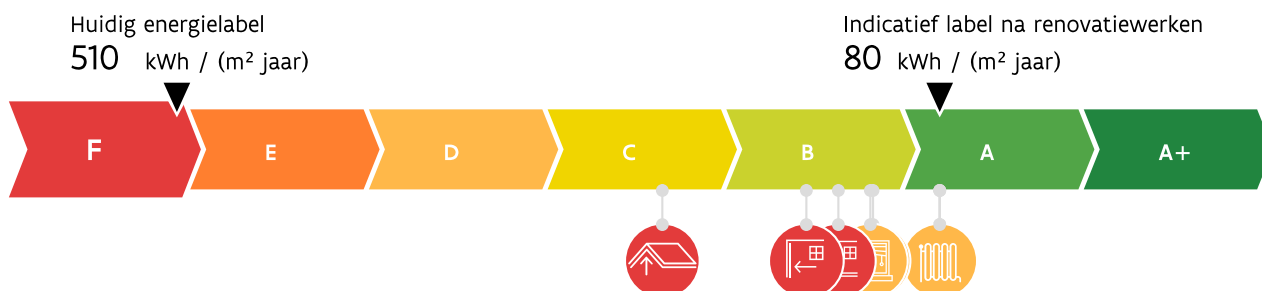 Huidig energielabel
510 kWh / (m² jaar)
Indicatief label na renovatiewerken
80 kWh / (m² jaar)
F E D C B A A+